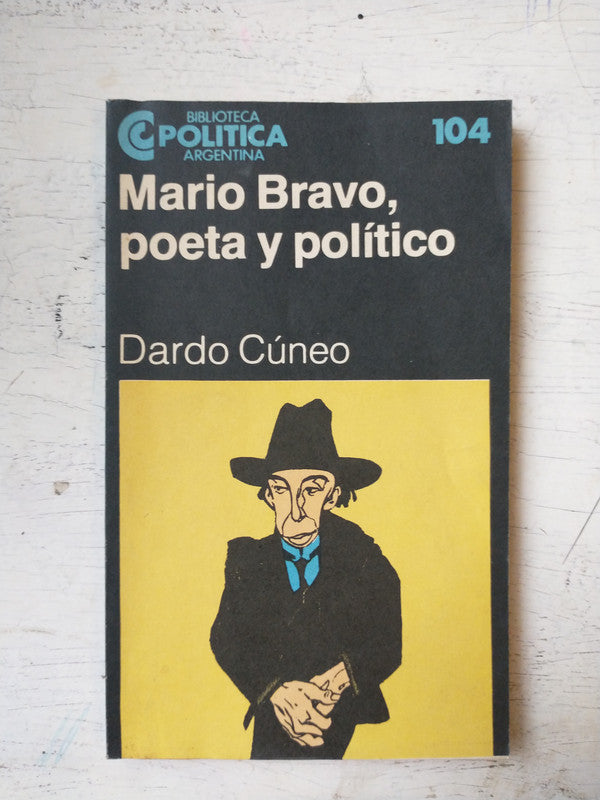 BIBLIOTECA
POLITICA
ARGENTINA
104
Mario Bravo,
poeta y político
Dardo Cúneo